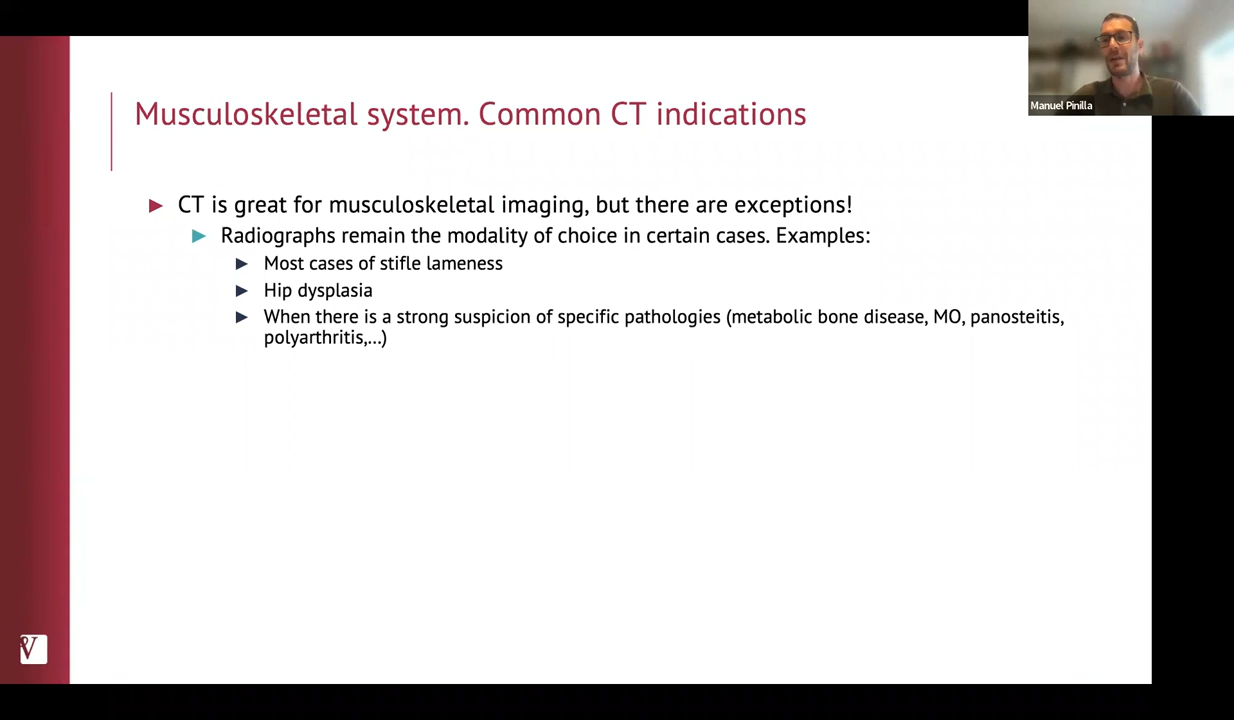 Manuel Pinilla
Musculoskeletal system. Common CT indications
CT is great for musculoskeletal imaging, but there are exceptions!
Radiographs remain the modality of choice in certain cases. Examples:
Most cases of stifle lameness
Hip dysplasia
When there is a strong suspicion of specific pathologies (metabolic bone disease, MO, panosteitis,
polyarthritis,...)